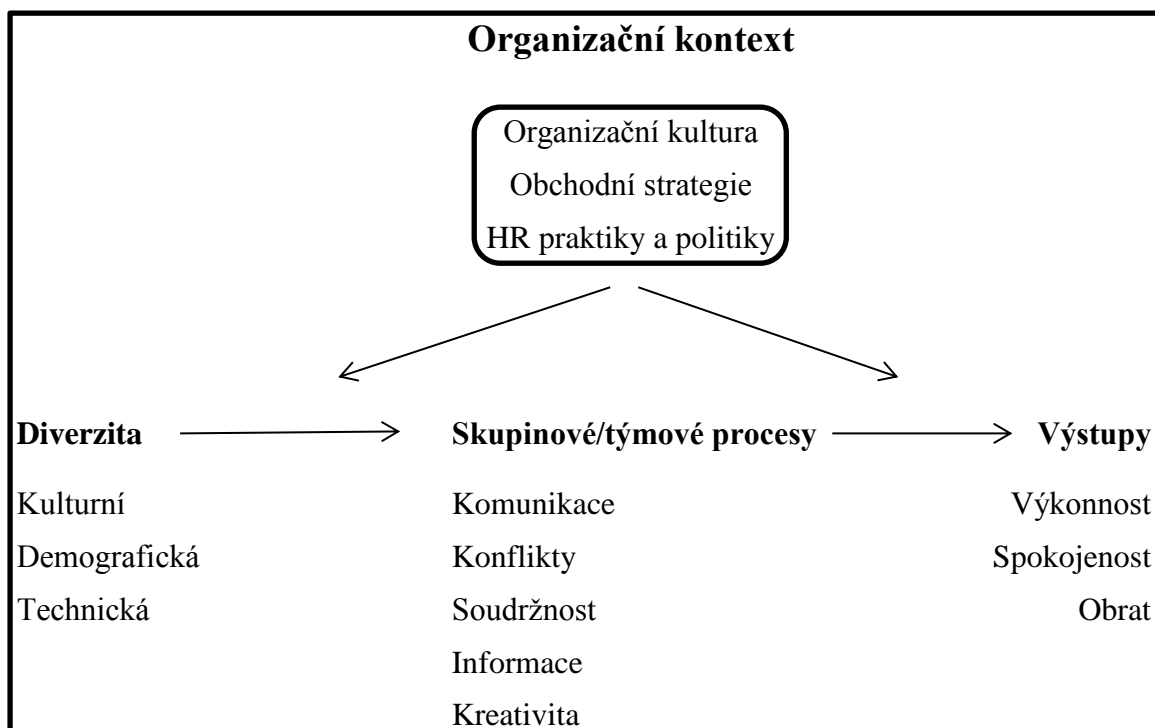 Organizační kontext
Organizační kultura
Obchodní strategie
HR praktiky a politiky
Diverzita
Skupinové/týmové procesy
Výstupy
Kulturní
Komunikace
Výkonnost
Demografická
Konflikty
Spokojenost
Technická
Soudržnost
Obrat
Informace
Kreativita